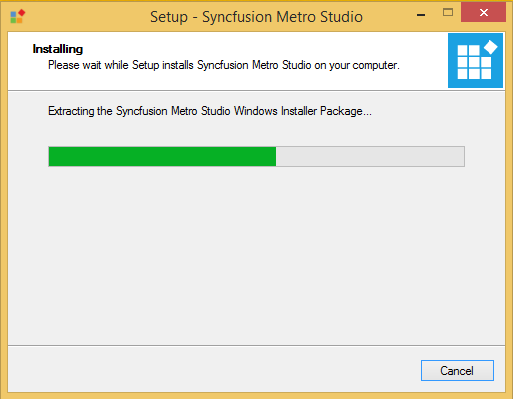 Setup - Syncfusion Metro Studio
Installing
Please wait while Setup installs Syncfusion Metro Studio on your computer.
Extracting the Syncfusion Metro Studio Windows Installer Package...
Cancel